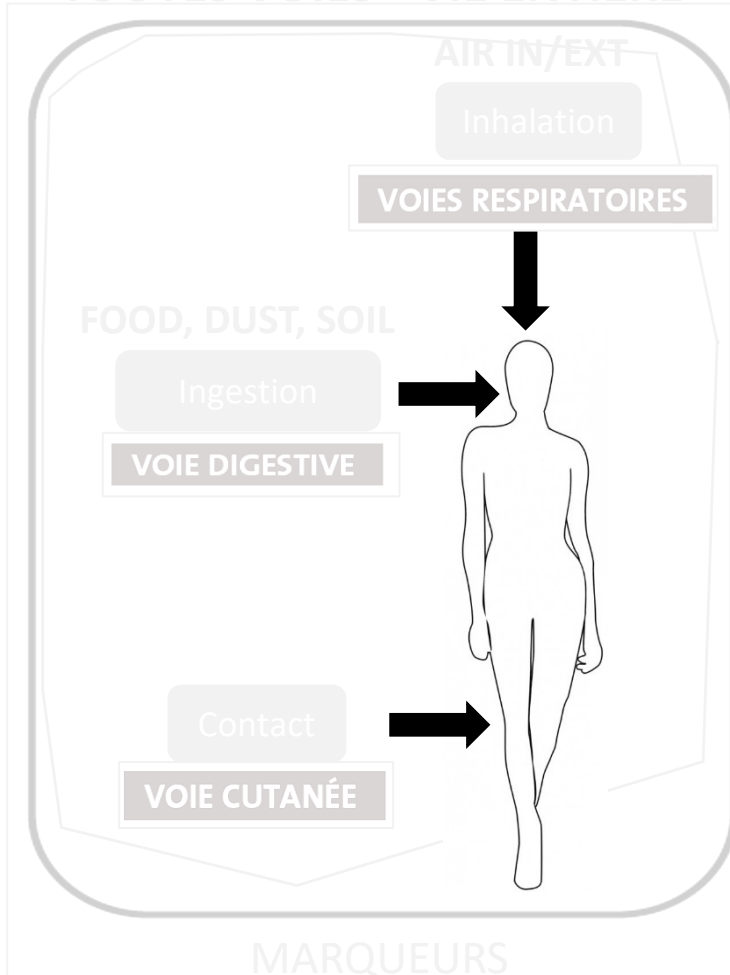 AIR IN/EXT
Inhalation
VOIES RESPIRATOIRES
FOOD, DUST, SOIL
Ingestion
VOIE DIGESTIVE
Contact
VOIE CUTANÉE
MARQUEURS